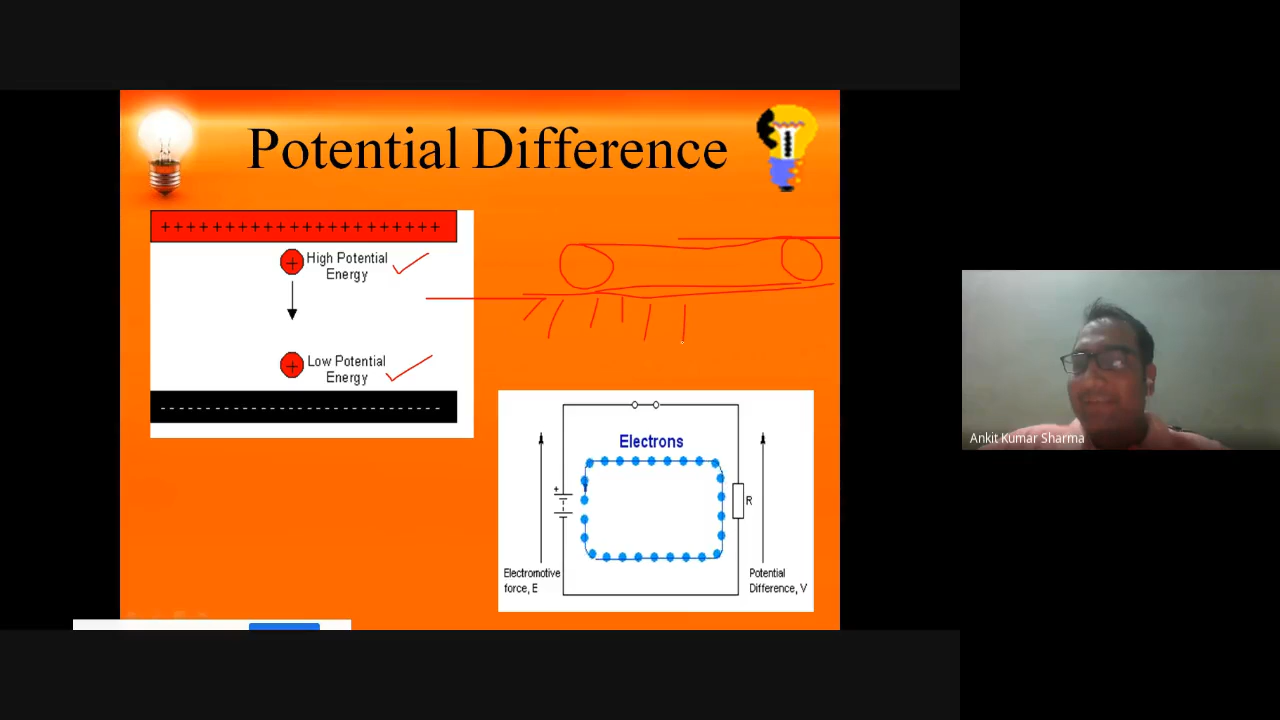 Potential Difference
+++++++++++++++++++++
+
High Potential
Energy
+
Low Potential
Energy
Electrons
+
R
Electromotive
force, E
Potential
Difference, V
Ankit Kumar Sharma